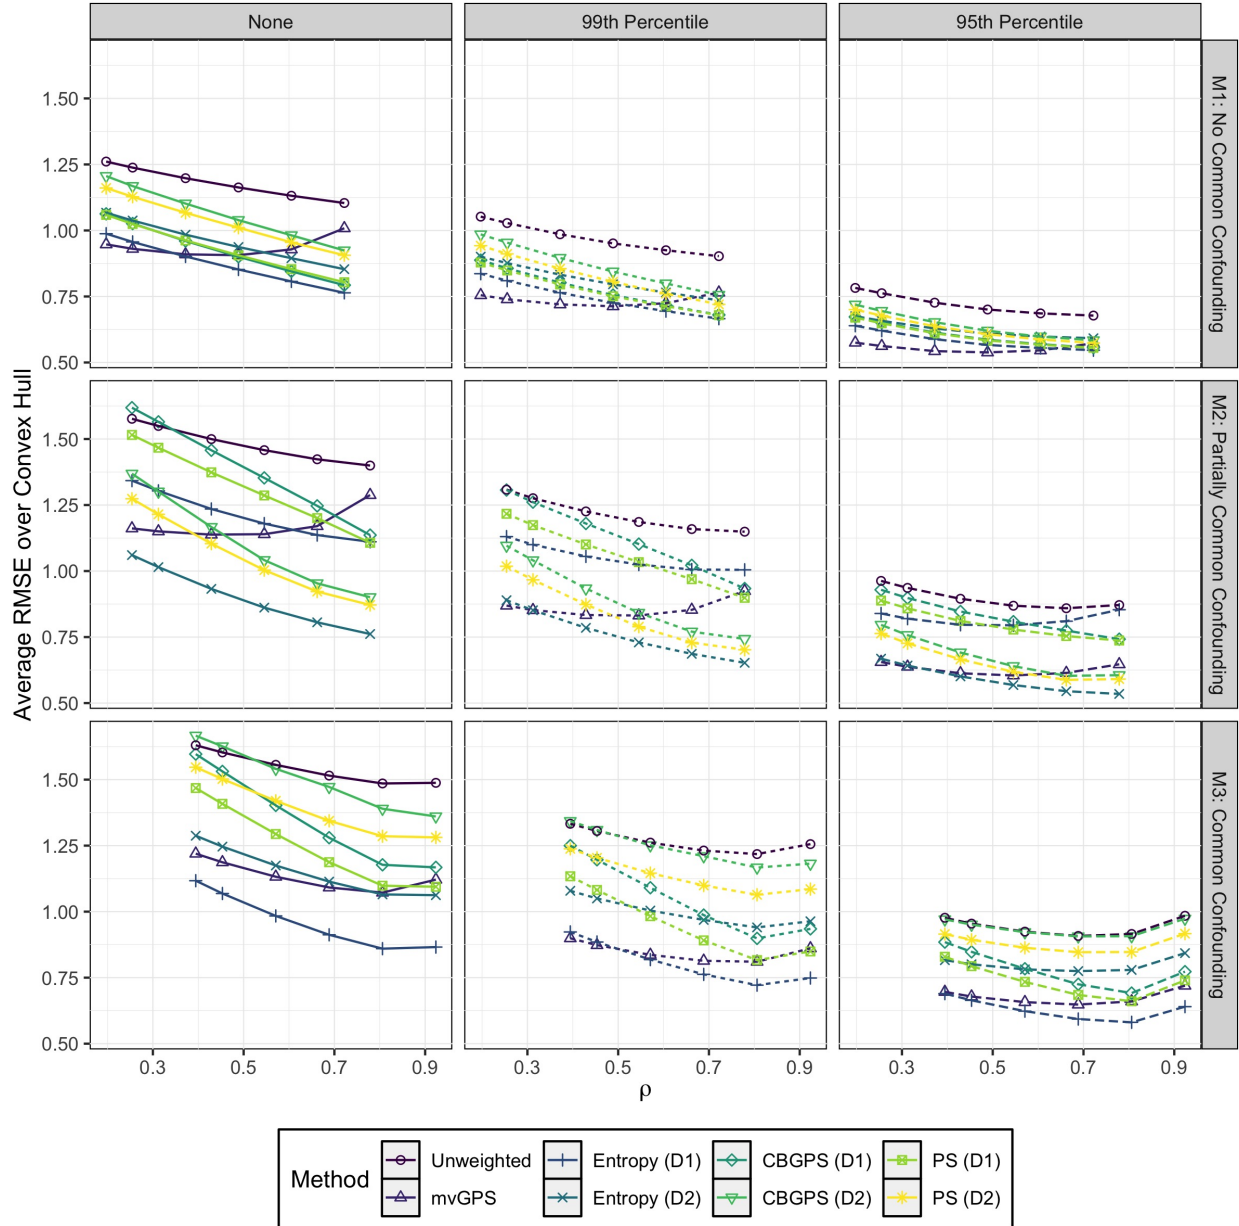 None
99th Percentile
95th Percentile
M1: No Common Confounding
M2: Partially Common Confounding
M3: Common Confounding
Average RMSE over Convex Hull
1.50
1.25
1.00
0.75
0.50
1.50
1.25
1.00
0.75
0.50
1.50
1.25
1.00
0.75
0.50
0.3 0.5 0.7 0.9
0.3 0.5 0.7 0.9
0.3 0.5 0.7 0.9
ρ
Method
Unweighted
Entropy (D1)
CBGPS (D1)
PS (D1)
mvGPS
Entropy (D2)
CBGPS (D2)
PS (D2)